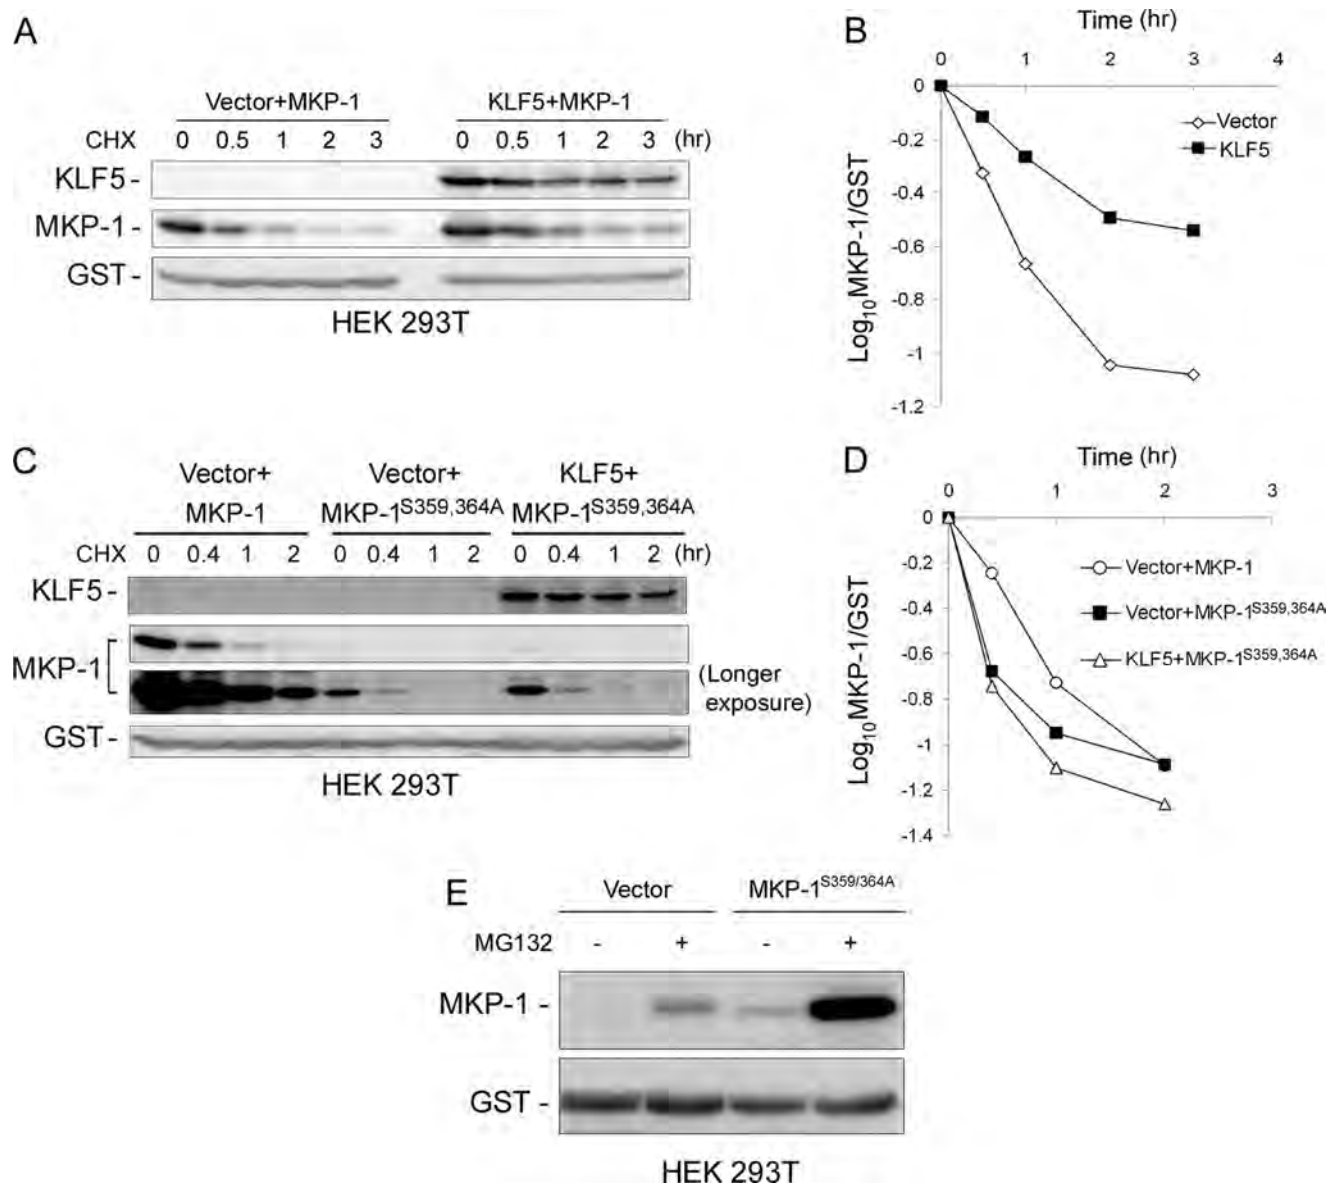 A
Vector+MKP-1 KLF5+MKP-1
CHX 0 0.5 1 2 3 0 0.5 1 2 3 (hr)
KLF5 -
MKP-1 -
GST -
HEK 293T
B
Time (hr)
0 1 2 3 4
0
-0.2
-0.4
-0.6
-0.8
-1
-1.2
Log10MKP-1/GST
Vector
KLF5
C
Vector+ Vector+ KLF5+
MKP-1 MKP-1S359,364A MKP-1S359,364A
CHX 0 0.4 1 2 0 0.4 1 2 0 0.4 1 2 (hr)
KLF5 -
MKP-1
(Longer
exposure)
GST -
HEK 293T
D
Time (hr)
0 1 2 3
0
-0.2
-0.4
-0.6
-0.8
-1
-1.2
-1.4
Log10MKP-1/GST
Vector+MKP-1
Vector+MKP-1S359,364A
KLF5+MKP-1S359,364A
E
Vector MKP-1S359/364A
MG132 - + - +
MKP-1 -
GST -
HEK 293T